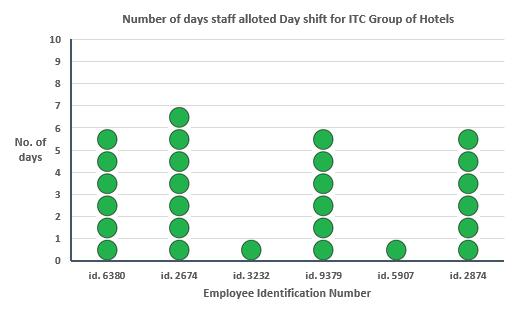 Number of days staff alloted Day shift for ITC Group of Hotels
10
9
8
7
6
5
4
3
2
1
0
No. of
days
id. 6380 id. 2674 id. 3232 id. 9379 id. 5907 id. 2874
Employee Identification Number